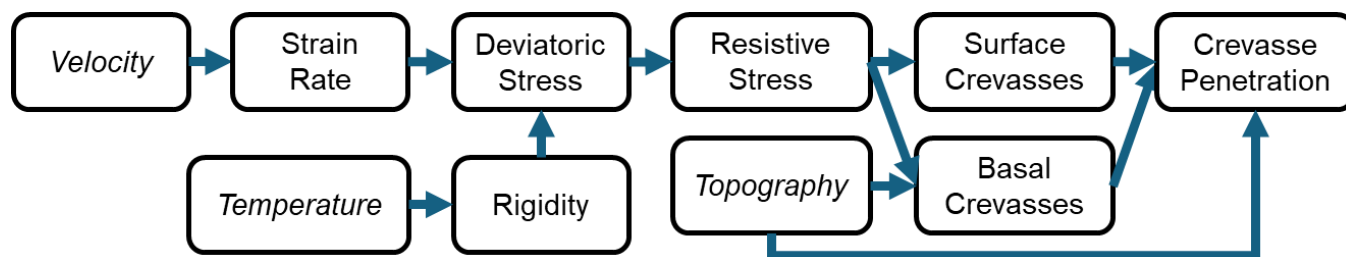 Velocity
Strain
Rate
Deviatoric
Stress
Resistive
Stress
Surface
Crevasses
Crevasse
Penetration
Temperature
Rigidity
Topography
Basal
Crevasses